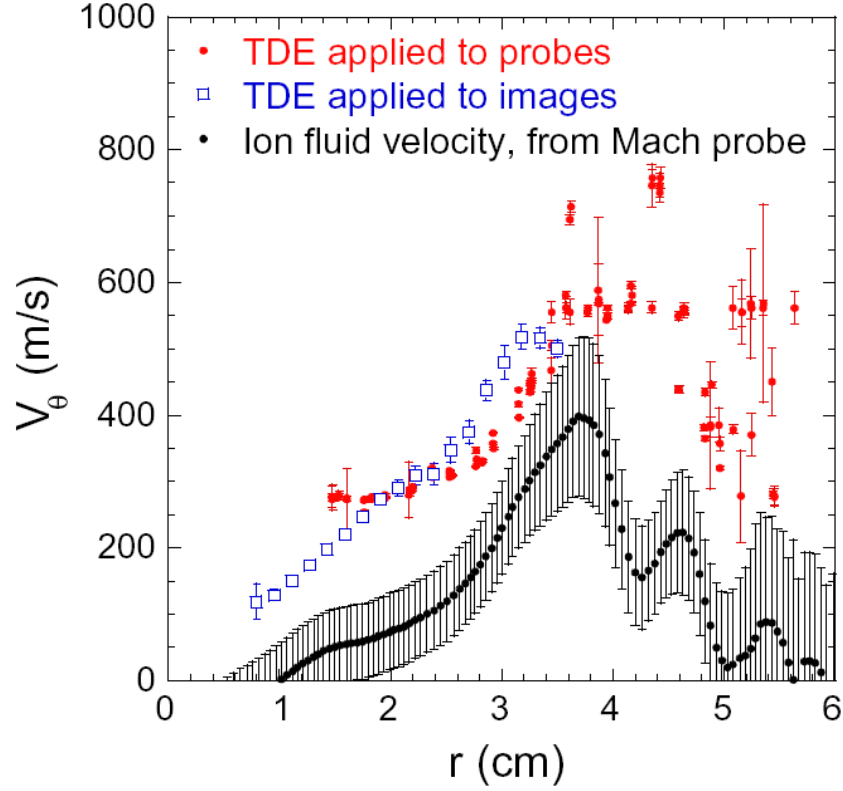 1000
TDE applied to probes
TDE applied to images
800
Ion fluid velocity, from Mach probe
600
V_θ (m/s)
400
200
0
0 1 2 3 4 5 6
r (cm)